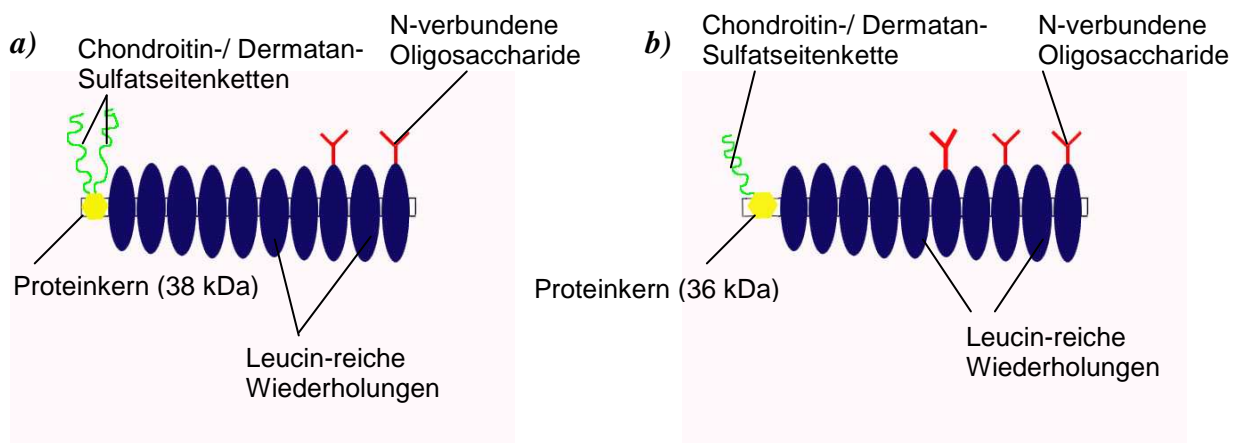 a)
Chondroitin-/ Dermatan-
Sulfatseitenketten
N-verbundene
Oligosaccharide
Proteinkern (38 kDa)
Leucin-reiche
Wiederholungen
b)
Chondroitin-/ Dermatan-
Sulfatseitenkette
N-verbundene
Oligosaccharide
Proteinkern (36 kDa)
Leucin-reiche
Wiederholungen